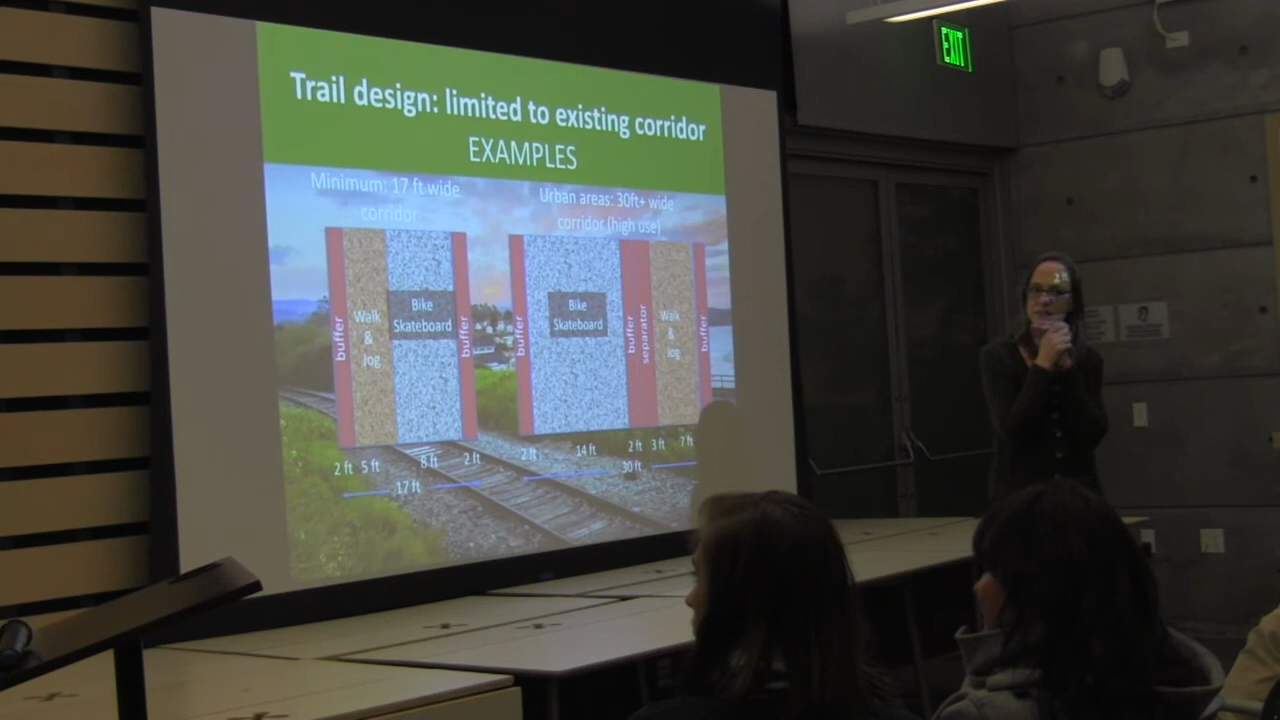 EXIT
Trail design: limited to existing corridor
EXAMPLES
Minimum: 17 ft wide
corridor
Urban areas: 30ft+ wide
corridor (high use)
buffer
Walk
&
Jog
Bike
Skateboard
buffer
buffer
Bike
Skateboard
buffer
separator
Walk
&
Jog
buffer
2 ft 5 ft 8 ft 2 ft
17 ft
2 ft 14 ft 2 ft 3 ft 7 ft
30 ft